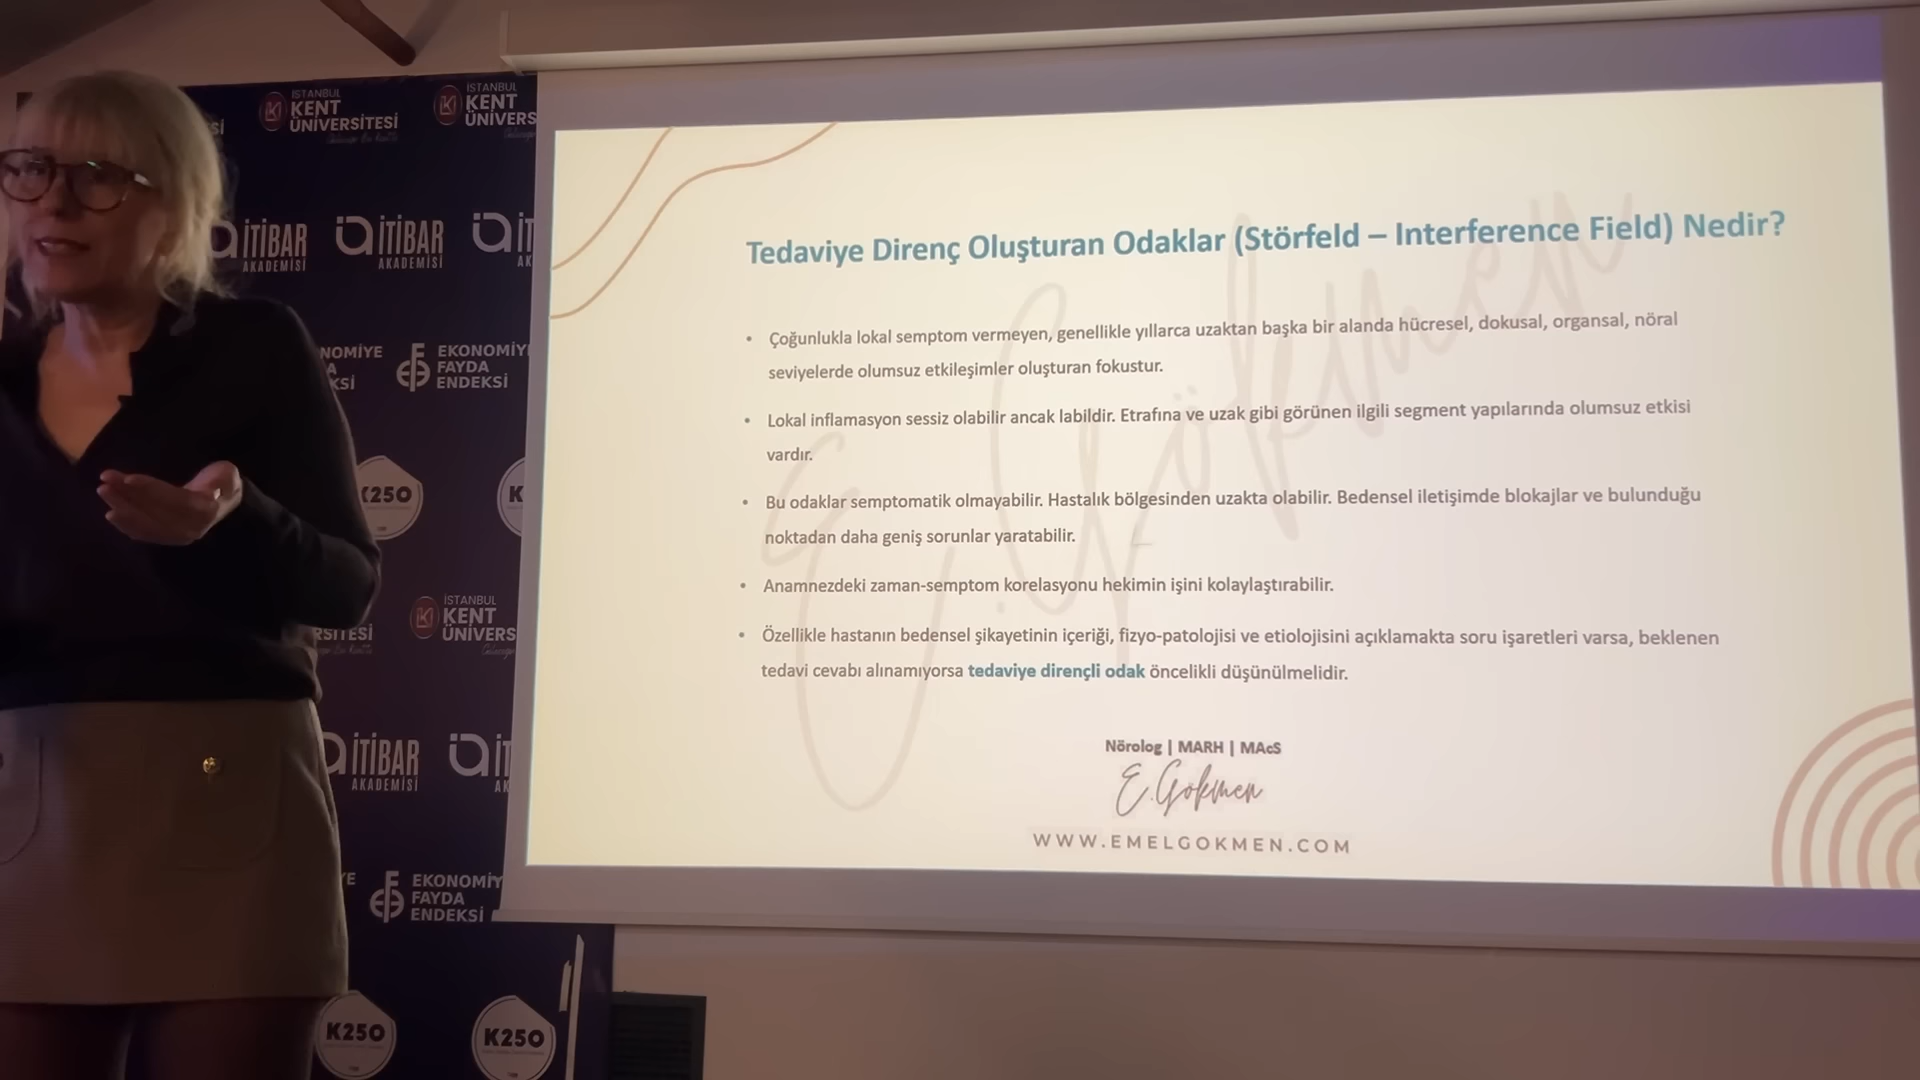 İSTANBUL
KENT
ÜNİVERSİTESİ
İSTANBUL
KENT
ÜNİVERS
İTİBAR
AKADEMİSİ
İTİBAR
AKADEMİSİ
İT
AK
NOMİYE
A
KSİ
EKONOMİY
FAYDA
ENDEKSİ
K250
K
İSTANBUL
KENT
ÜNİVERS
RSİTESİ
İTİBAR
AKADEMİSİ
İT
AK
YE
EKONOMİY
FAYDA
ENDEKSİ
K250
K250
Tedaviye Direnç Oluşturan Odaklar (Störfeld – Interference Field) Nedir?
• Çoğunlukla lokal semptom vermeyen, genellikle yıllarca uzaktan başka bir alanda hücresel, dokusal, organsal, nöral
seviyelerde olumsuz etkileşimler oluşturan fokustur.
• Lokal inflamasyon sessiz olabilir ancak labildir. Etrafına ve uzak gibi görünen ilgili segment yapılarında olumsuz etkisi
vardır.
• Bu odaklar semptomatik olmayabilir. Hastalık bölgesinden uzakta olabilir. Bedensel iletişimde blokajlar ve bulunduğu
noktadan daha geniş sorunlar yaratabilir.
• Anamnezdeki zaman-semptom korelasyonu hekimin işini kolaylaştırabilir.
• Özellikle hastanın bedensel şikayetinin içeriği, fizyo-patolojisi ve etiolojisini açıklamakta soru işaretleri varsa, beklenen
tedavi cevabı alınamıyorsa tedaviye dirençli odak öncelikli düşünülmelidir.
Nörolog | MARH | MAcS
E.Gökmen
WWW.EMELGOKMEN.COM